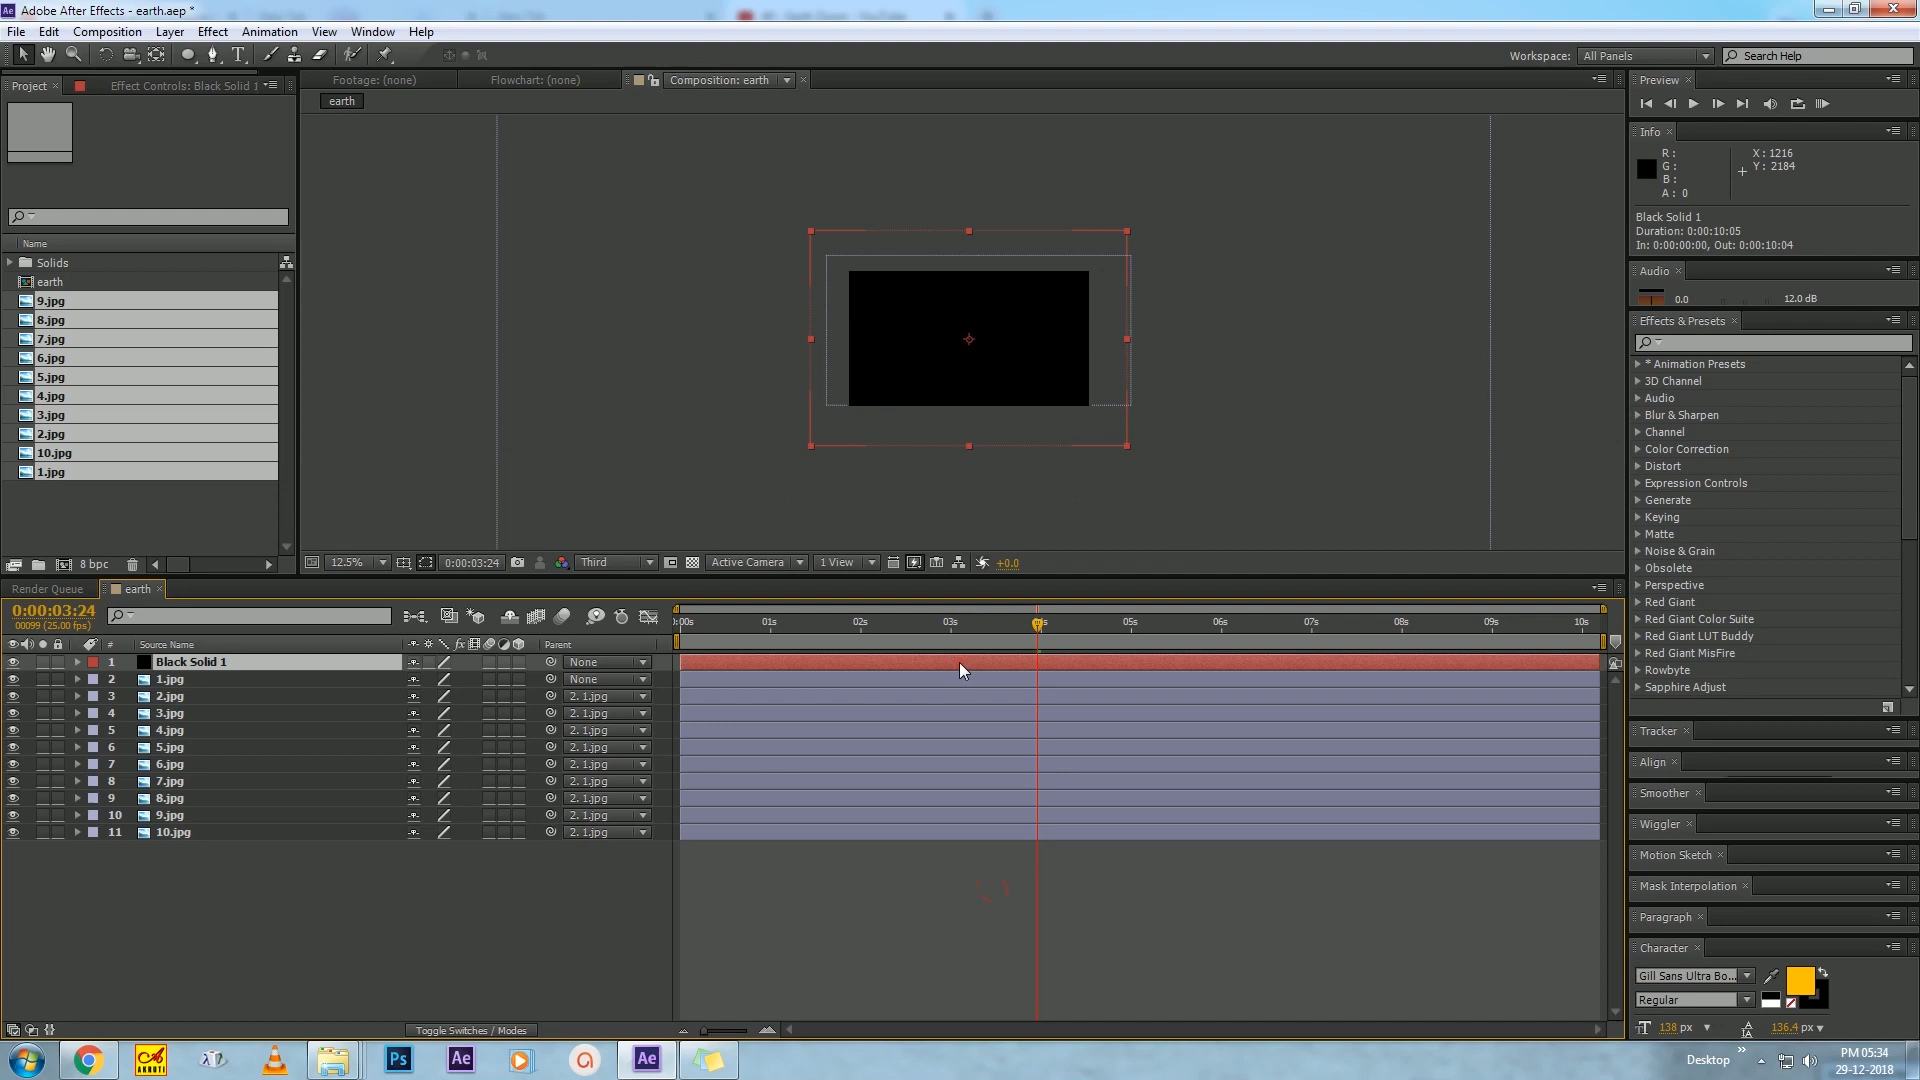 Adobe After Effects - earth.aep *
File Edit Composition Layer Effect Animation View Window Help
Workspace: All Panels Search Help
Project × Effect Controls: Black Solid 1
Footage: (none) Flowchart: (none) Composition: earth ×
earth
Name
Solids
earth
9.jpg
8.jpg
7.jpg
6.jpg
5.jpg
4.jpg
3.jpg
2.jpg
10.jpg
1.jpg
8 bpc
12.5% 0:00:03:24 Third Active Camera 1 View +0.0
Preview ×
Info ×
R :
G :
B :
A : 0
X : 1216
Y : 2184
Black Solid 1
Duration: 0:00:10:05
In: 0:00:00:00, Out: 0:00:10:04
Audio ×
0.0 12.0 dB
Effects & Presets ×
* Animation Presets
3D Channel
Audio
Blur & Sharpen
Channel
Color Correction
Distort
Expression Controls
Generate
Keying
Matte
Noise & Grain
Obsolete
Perspective
Red Giant
Red Giant Color Suite
Red Giant LUT Buddy
Red Giant MisFire
Rowbyte
Sapphire Adjust
Tracker ×
Align ×
Smoother ×
Wiggler ×
Motion Sketch ×
Mask Interpolation ×
Paragraph ×
Character ×
Gill Sans Ultra Bo...
Regular
138 px 136.4 px
Render Queue earth ×
0:00:03:24
00099 (25.00 fps)
:00s 01s 02s 03s 05s 06s 07s 08s 09s 10s
# Source Name fx Parent
1 Black Solid 1 None
2 1.jpg None
3 2.jpg 2. 1.jpg
4 3.jpg 2. 1.jpg
5 4.jpg 2. 1.jpg
6 5.jpg 2. 1.jpg
7 6.jpg 2. 1.jpg
8 7.jpg 2. 1.jpg
9 8.jpg 2. 1.jpg
10 9.jpg 2. 1.jpg
11 10.jpg 2. 1.jpg
Toggle Switches / Modes
AKRUTI Ps Ae Ae
Desktop »
PM 05:34
29-12-2018